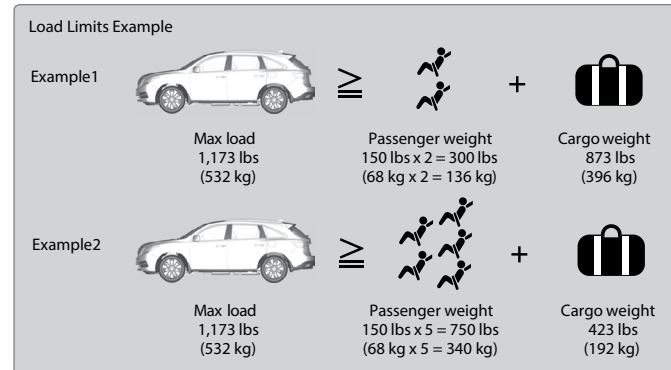 Load Limits Example
Example1
≧
+
Max load
1,173 lbs
(532 kg)
Passenger weight
150 lbs x 2 = 300 lbs
(68 kg x 2 = 136 kg)
Cargo weight
873 lbs
(396 kg)
Example2
≧
+
Max load
1,173 lbs
(532 kg)
Passenger weight
150 lbs x 5 = 750 lbs
(68 kg x 5 = 340 kg)
Cargo weight
423 lbs
(192 kg)